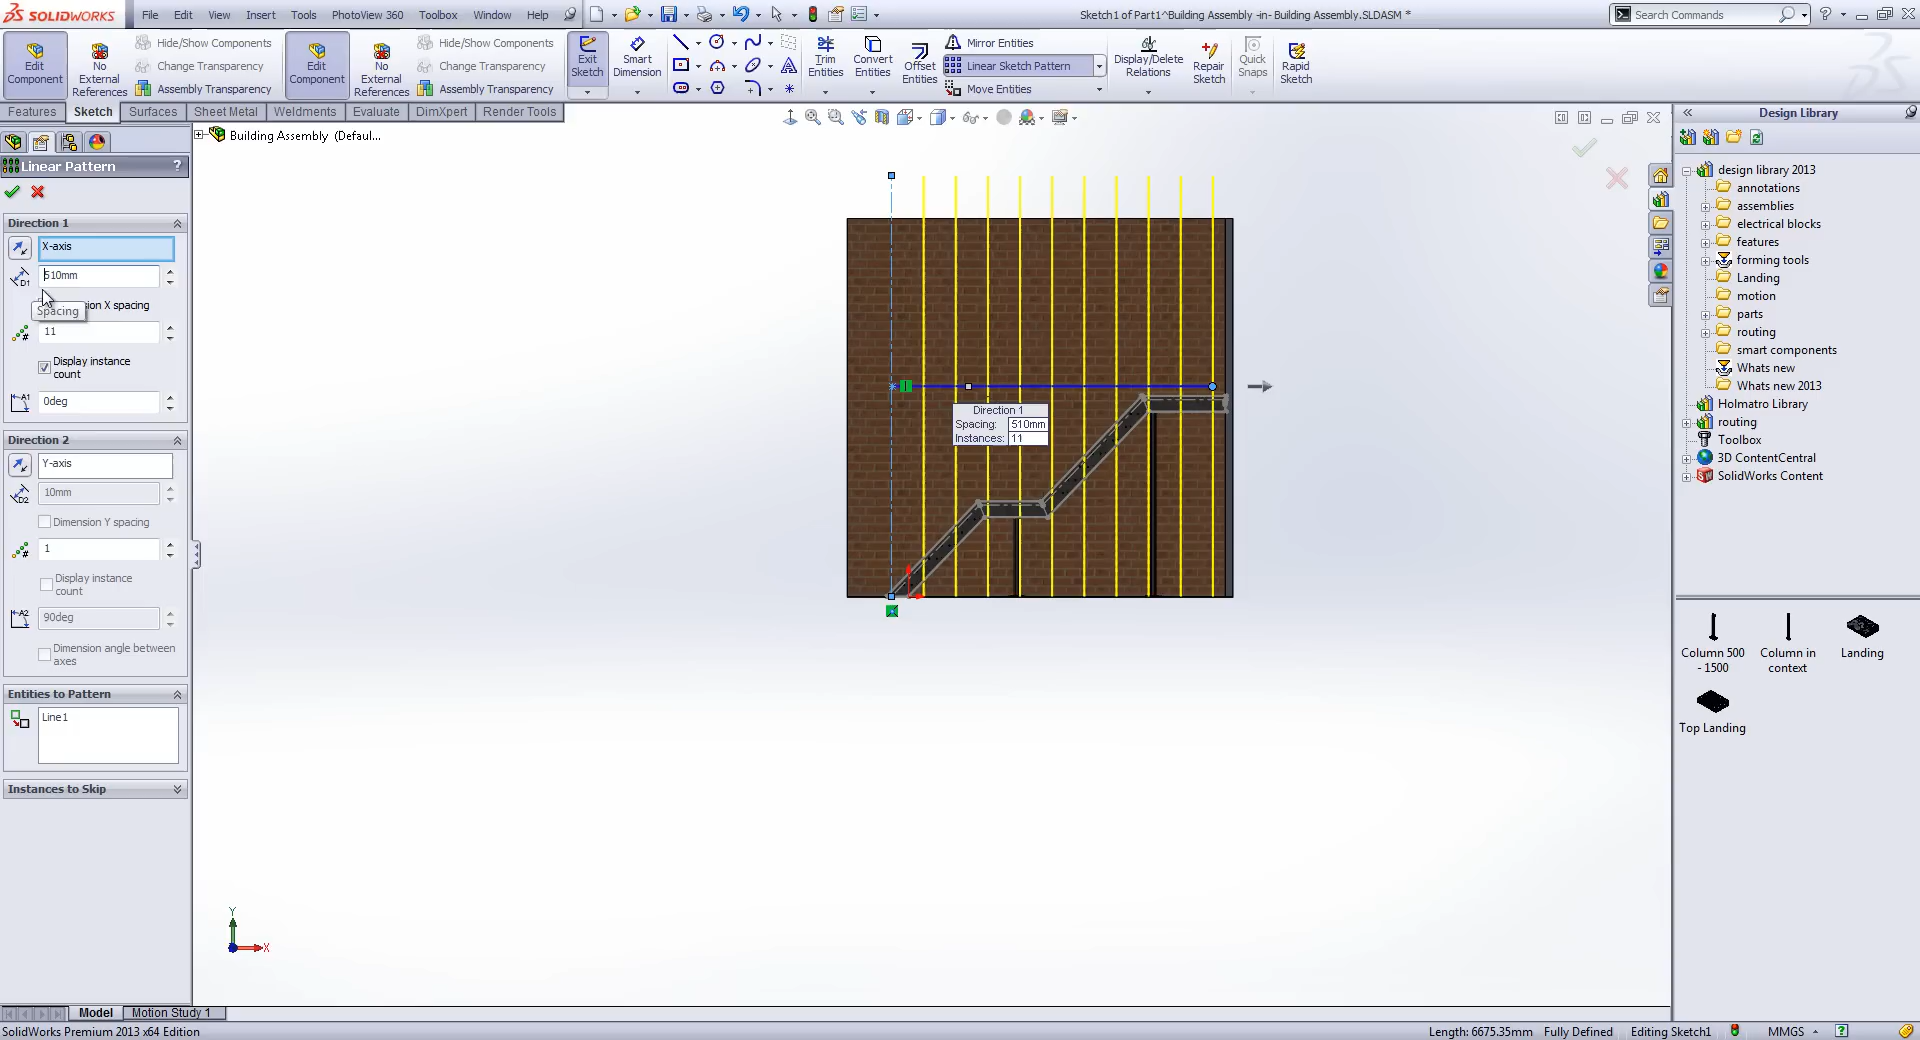 SOLIDWORKS
File Edit View Insert Tools PhotoView 360 Toolbox Window Help
Sketch1 of Part1^Building Assembly -in- Building Assembly.SLDASM *
Search Commands
Edit Component
No External References
Hide/Show Components
Change Transparency
Assembly Transparency
Edit Component
No External References
Hide/Show Components
Change Transparency
Assembly Transparency
Exit Sketch
Smart Dimension
Trim Entities
Convert Entities
Offset Entities
Mirror Entities
Linear Sketch Pattern
Move Entities
Display/Delete Relations
Repair Sketch
Quick Snaps
Rapid Sketch
Features Sketch Surfaces Sheet Metal Weldments Evaluate DimXpert Render Tools
Building Assembly (Defaul...
Linear Pattern ?
Direction 1
X-axis
D1 510mm
ion X spacing
Spacing
11
Display instance count
A1 0deg
Direction 2
Y-axis
D2 10mm
Dimension Y spacing
1
Display instance count
A2 90deg
Dimension angle between axes
Entities to Pattern
Line1
Instances to Skip
Direction 1
Spacing: 510mm
Instances: 11
Y
X
Design Library
design library 2013
annotations
assemblies
electrical blocks
features
forming tools
Landing
motion
parts
routing
smart components
Whats new
Whats new 2013
Holmatro Library
routing
Toolbox
3D ContentCentral
SolidWorks Content
Column 500 - 1500
Column in context
Landing
Top Landing
Model Motion Study 1
SolidWorks Premium 2013 x64 Edition
Length: 6675.35mm Fully Defined Editing Sketch1 MMGS